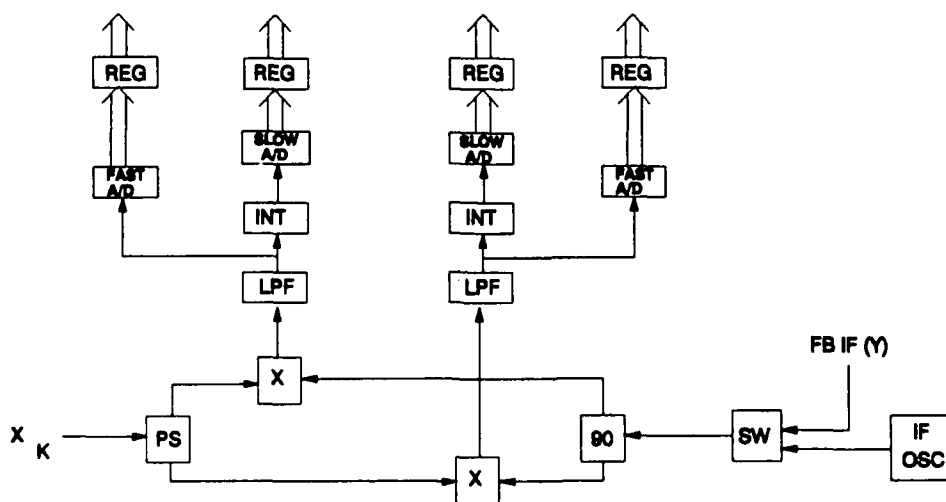 REG
REG
REG
REG
SLOW
A/D
SLOW
A/D
FAST
A/D
FAST
A/D
INT
INT
LPF
LPF
FB IF (Y)
X
X K
PS
90
SW
IF
OSC
X